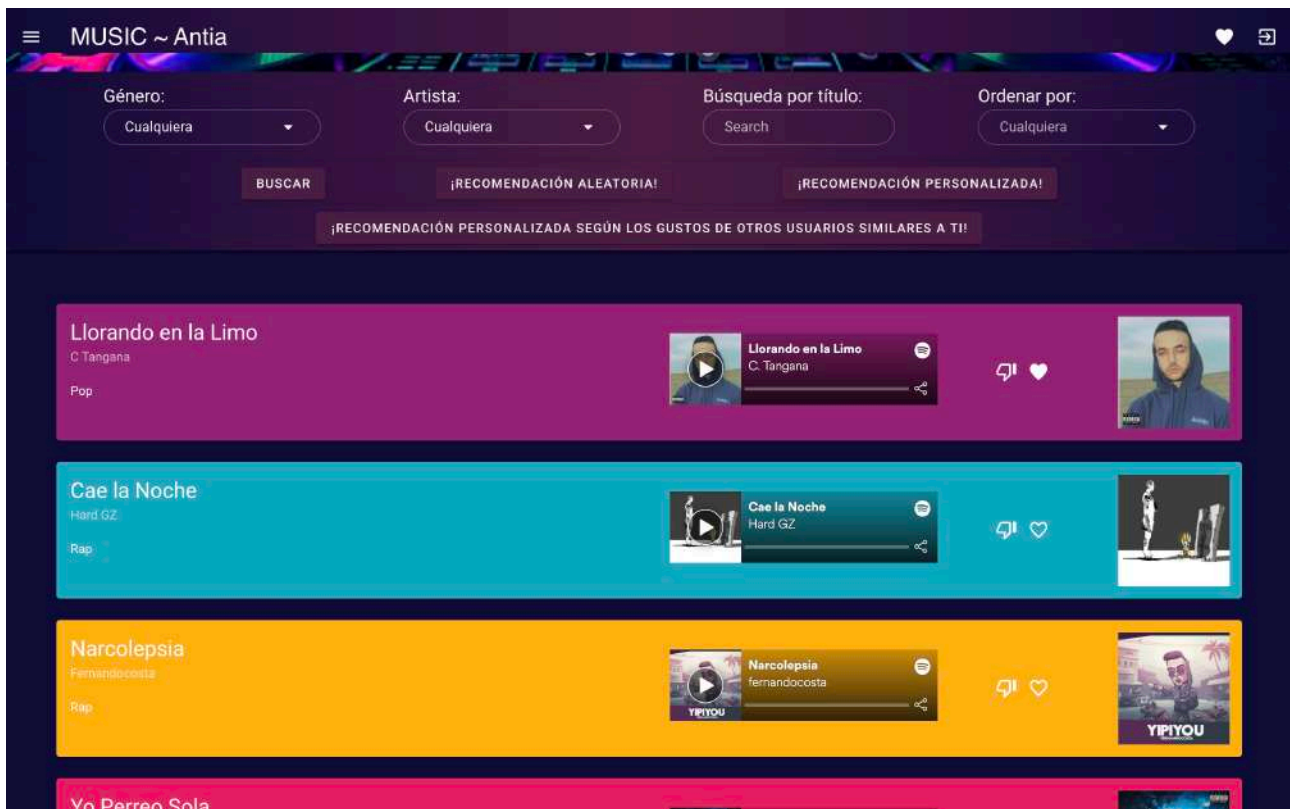 MUSIC ~ Antia
Género:
Artista:
Búsqueda por título:
Ordenar por:
Cualquiera
Cualquiera
Search
Cualquiera
BUSCAR
¡RECOMENDACIÓN ALEATORIA!
¡RECOMENDACIÓN PERSONALIZADA!
¡RECOMENDACIÓN PERSONALIZADA SEGÚN LOS GUSTOS DE OTROS USUARIOS SIMILARES A TI!
Llorando en la Limo
C Tangana
Pop
Llorando en la Limo
C. Tangana
Cae la Noche
Hard GZ
Rap
Cae la Noche
Hard GZ
Narcolepsia
Fernandocosta
Rap
YIPIYOU
Narcolepsia
fernandocosta
YIPIYOU
Yo Perreo Sola